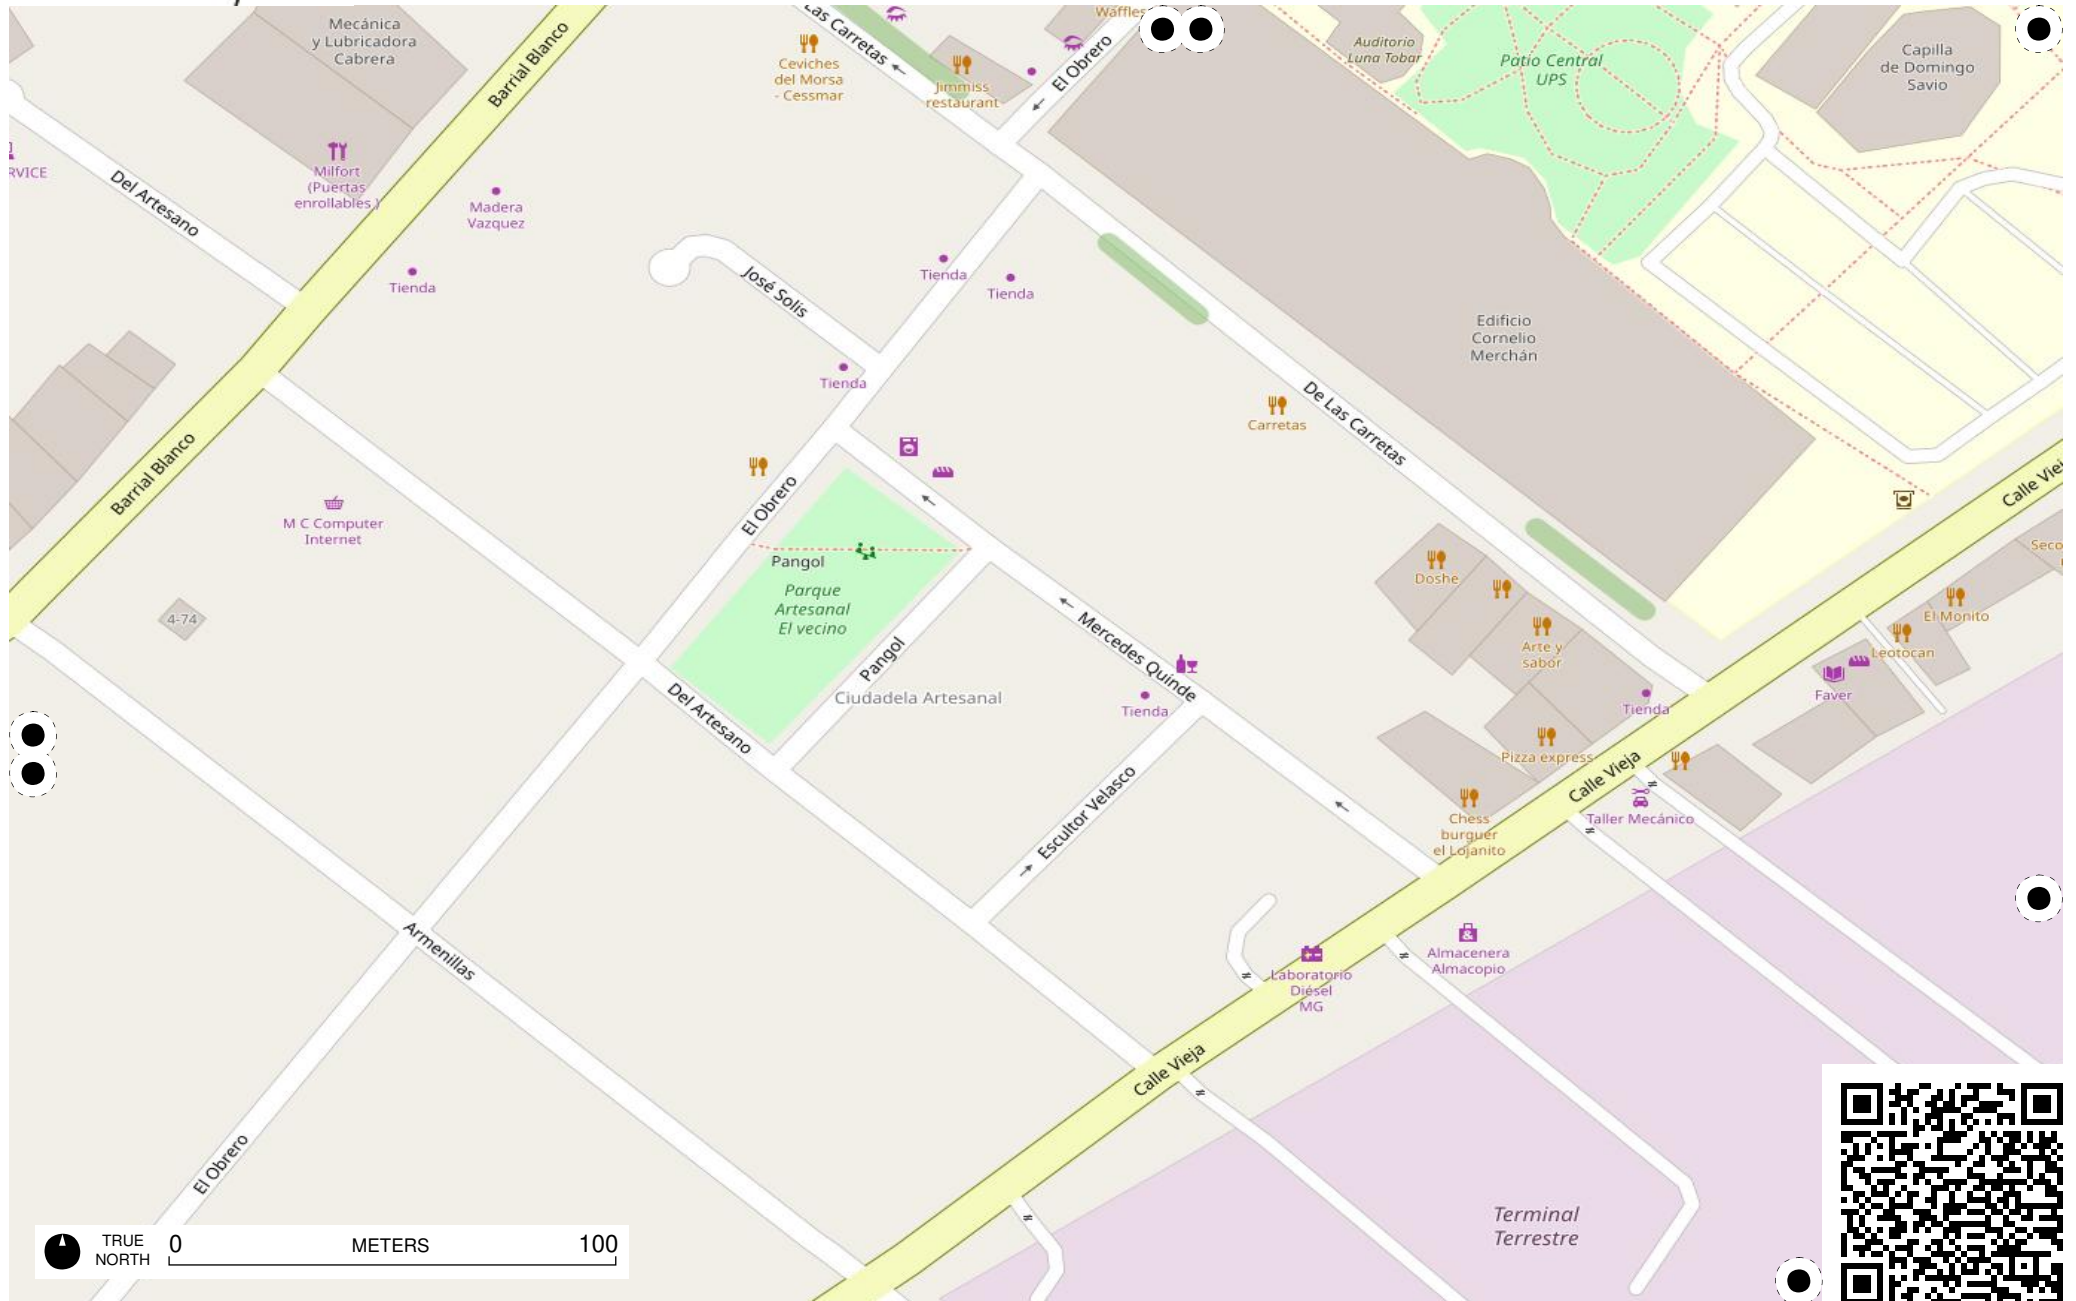 Mecánica
y Lubricadora
Cabrera
Barrial Blanco
Las Carretas
Ceviches
del Morsa
- Cessmar
Jimmiss
restaurant
Waffles
El Obrero
Auditorio
Luna Tobar
Patio Central
UPS
Capilla
de Domingo
Savio
RVICE
Del Artesano
Milfort
(Puertas
enrollables )
Madera
Vazquez
Tienda
José Solis
Tienda
Tienda
Tienda
Edificio
Cornelio
Merchán
Carretas
De Las Carretas
Barrial Blanco
M C Computer
Internet
El Obrero
Pangol
Parque
Artesanal
El vecino
4-74
Pangol
Ciudadela Artesanal
Mercedes Quinde
Tienda
Doshe
Arte y
sabor
Tienda
Pizza express
Calle Viej
Seco
El Monito
Leotocan
Faver
Del Artesano
Escultor Velasco
Calle Vieja
Taller Mecánico
Chess
burguer
el Lojanito
Armenillas
Almacenera
Almacopio
Laboratorio
Diésel
MG
Calle Vieja
El Obrero
Terminal
Terrestre
TRUE
NORTH
0 METERS 100